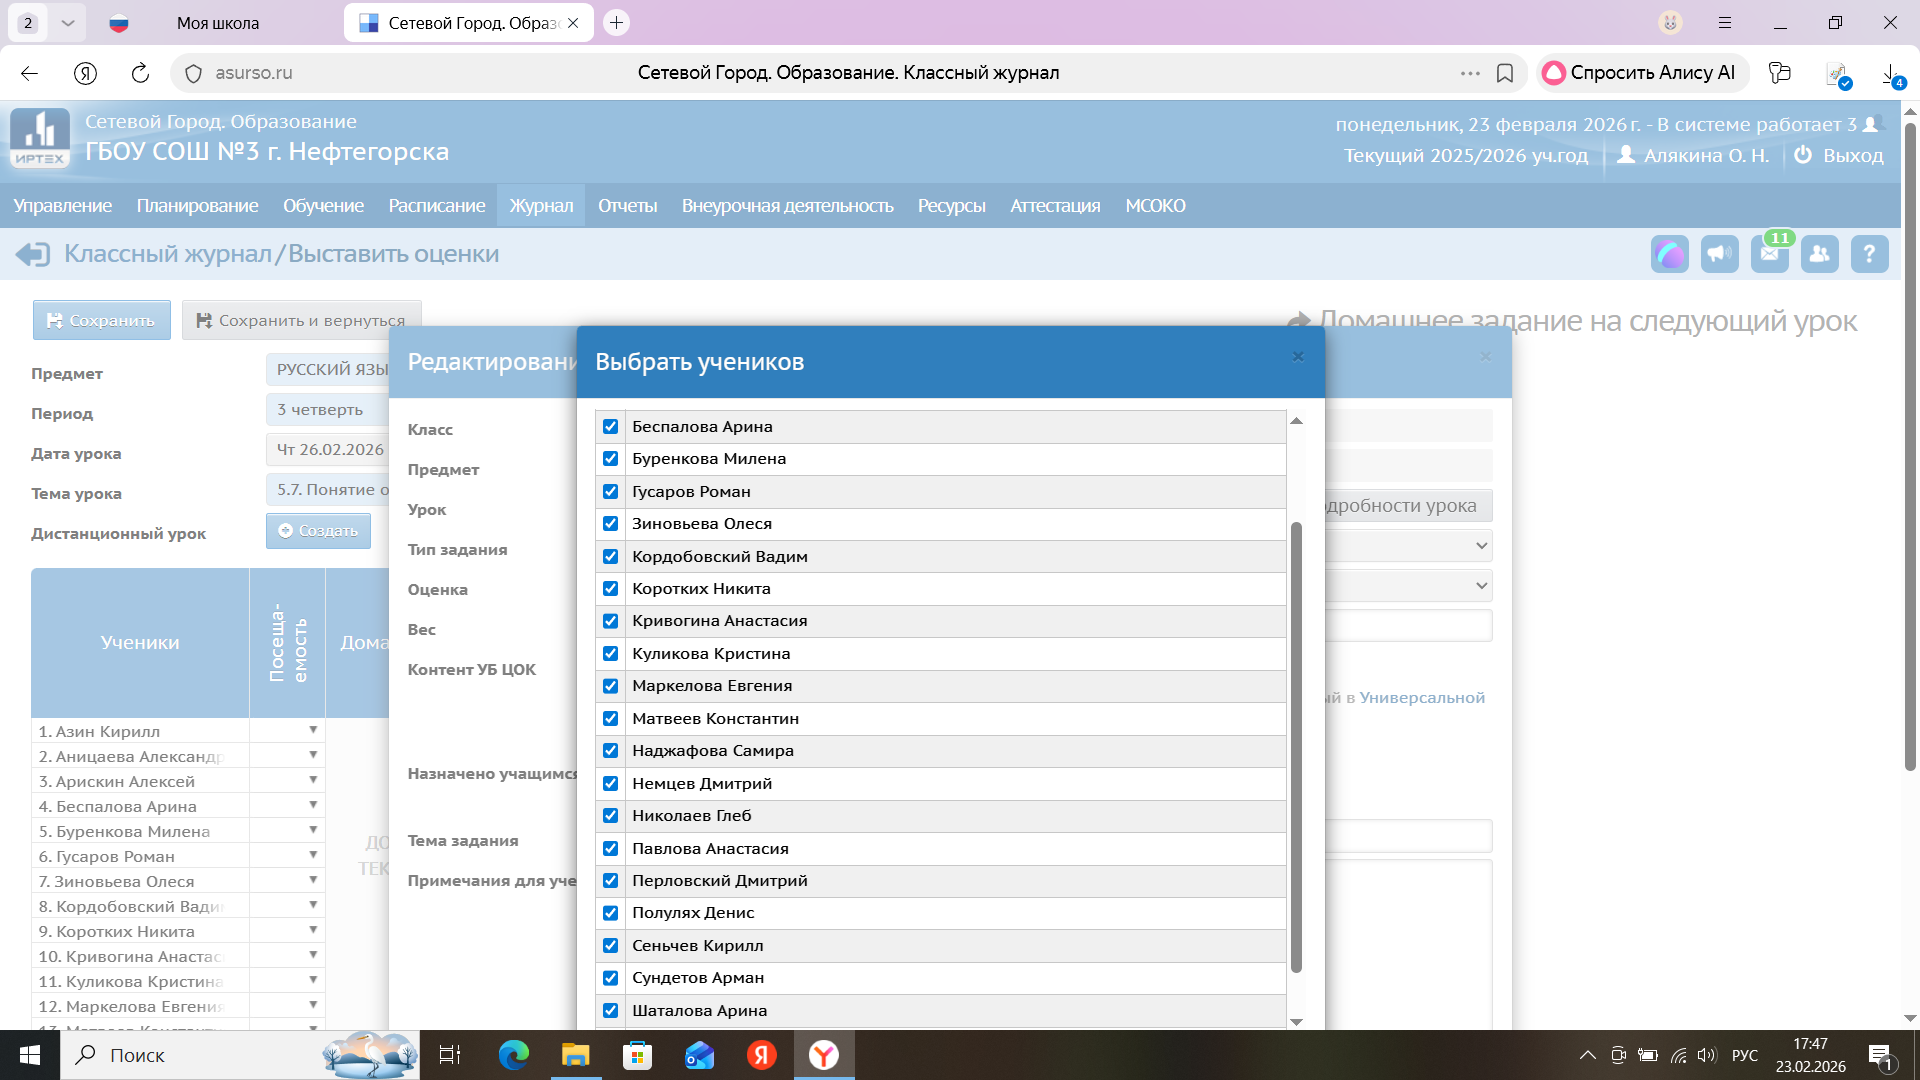 2
Моя школа
Сетевой Город. Образо
asurso.ru
Сетевой Город. Образование. Классный журнал
Спросить Алису AI
4
ИРТЕХ
Сетевой Город. Образование
ГБОУ СОШ №3 г. Нефтегорска
понедельник, 23 февраля 2026 г. - В системе работает 3
Текущий 2025/2026 уч.год
Алякина О. Н.
Выход
Управление Планирование Обучение Расписание Журнал Отчеты Внеурочная деятельность Ресурсы Аттестация МСОКО
Классный журнал/Выставить оценки
11
?
Сохранить
Сохранить и вернуться
Домашнее задание на следующий урок
Предмет
РУССКИЙ ЯЗЫ
Период
3 четверть
Дата урока
Чт 26.02.2026
Тема урока
5.7. Понятие о
Дистанционный урок
Создать
Ученики
Посеща-
емость
Дома
1. Азин Кирилл
2. Аницаева Александр
3. Арискин Алексей
4. Беспалова Арина
5. Буренкова Милена
6. Гусаров Роман
7. Зиновьева Олеся
8. Кордобовский Вади
9. Коротких Никита
10. Кривогина Анастас
11. Куликова Кристина
12. Маркелова Евгения
ДО
ТЕК
Редактировани
Класс
Предмет
Урок
Тип задания
Оценка
Вес
Контент УБ ЦОК
Назначено учащимся
Тема задания
Примечания для уче
одробности урока
ый в Универсальной
Выбрать учеников
Беспалова Арина
Буренкова Милена
Гусаров Роман
Зиновьева Олеся
Кордобовский Вадим
Коротких Никита
Кривогина Анастасия
Куликова Кристина
Маркелова Евгения
Матвеев Константин
Наджафова Самира
Немцев Дмитрий
Николаев Глеб
Павлова Анастасия
Перловский Дмитрий
Полулях Денис
Сеньчев Кирилл
Сундетов Арман
Шаталова Арина
Поиск
РУС
17:47
23.02.2026
1